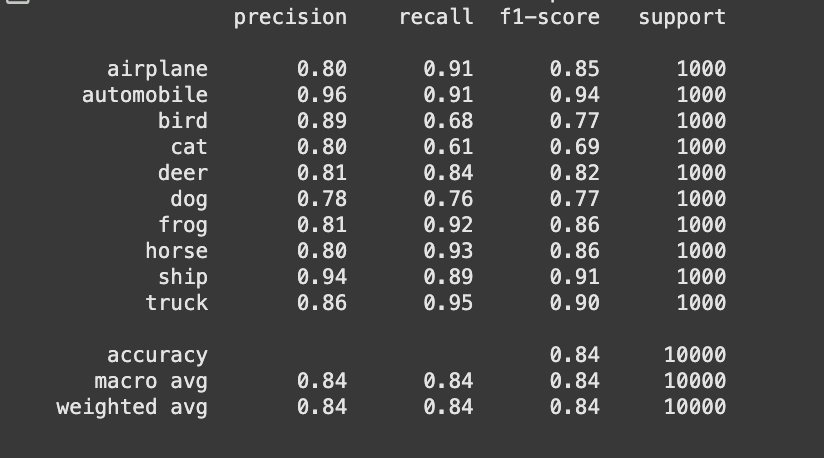 precision recall f1-score support
airplane 0.80 0.91 0.85 1000
automobile 0.96 0.91 0.94 1000
bird 0.89 0.68 0.77 1000
cat 0.80 0.61 0.69 1000
deer 0.81 0.84 0.82 1000
dog 0.78 0.76 0.77 1000
frog 0.81 0.92 0.86 1000
horse 0.80 0.93 0.86 1000
ship 0.94 0.89 0.91 1000
truck 0.86 0.95 0.90 1000
accuracy 0.84 10000
macro avg 0.84 0.84 0.84 10000
weighted avg 0.84 0.84 0.84 10000